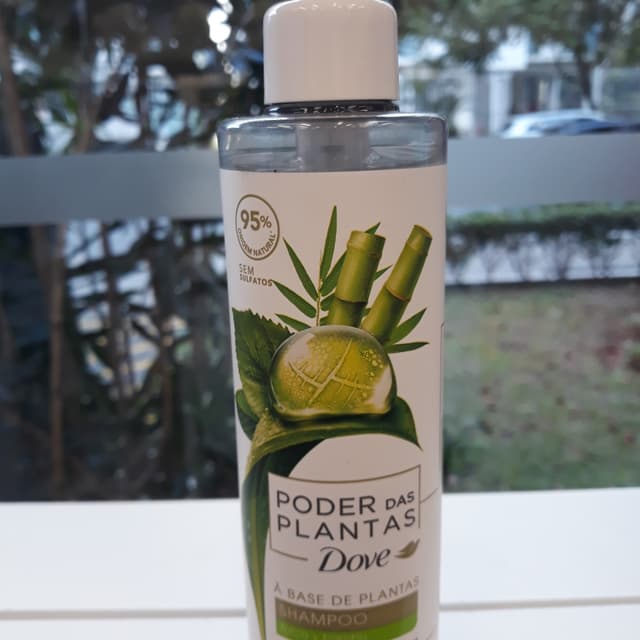 95%
ORIGEM NATURAL
SEM
SULFATOS
PODER DAS
PLANTAS
Dove
À BASE DE PLANTAS
SHAMPOO